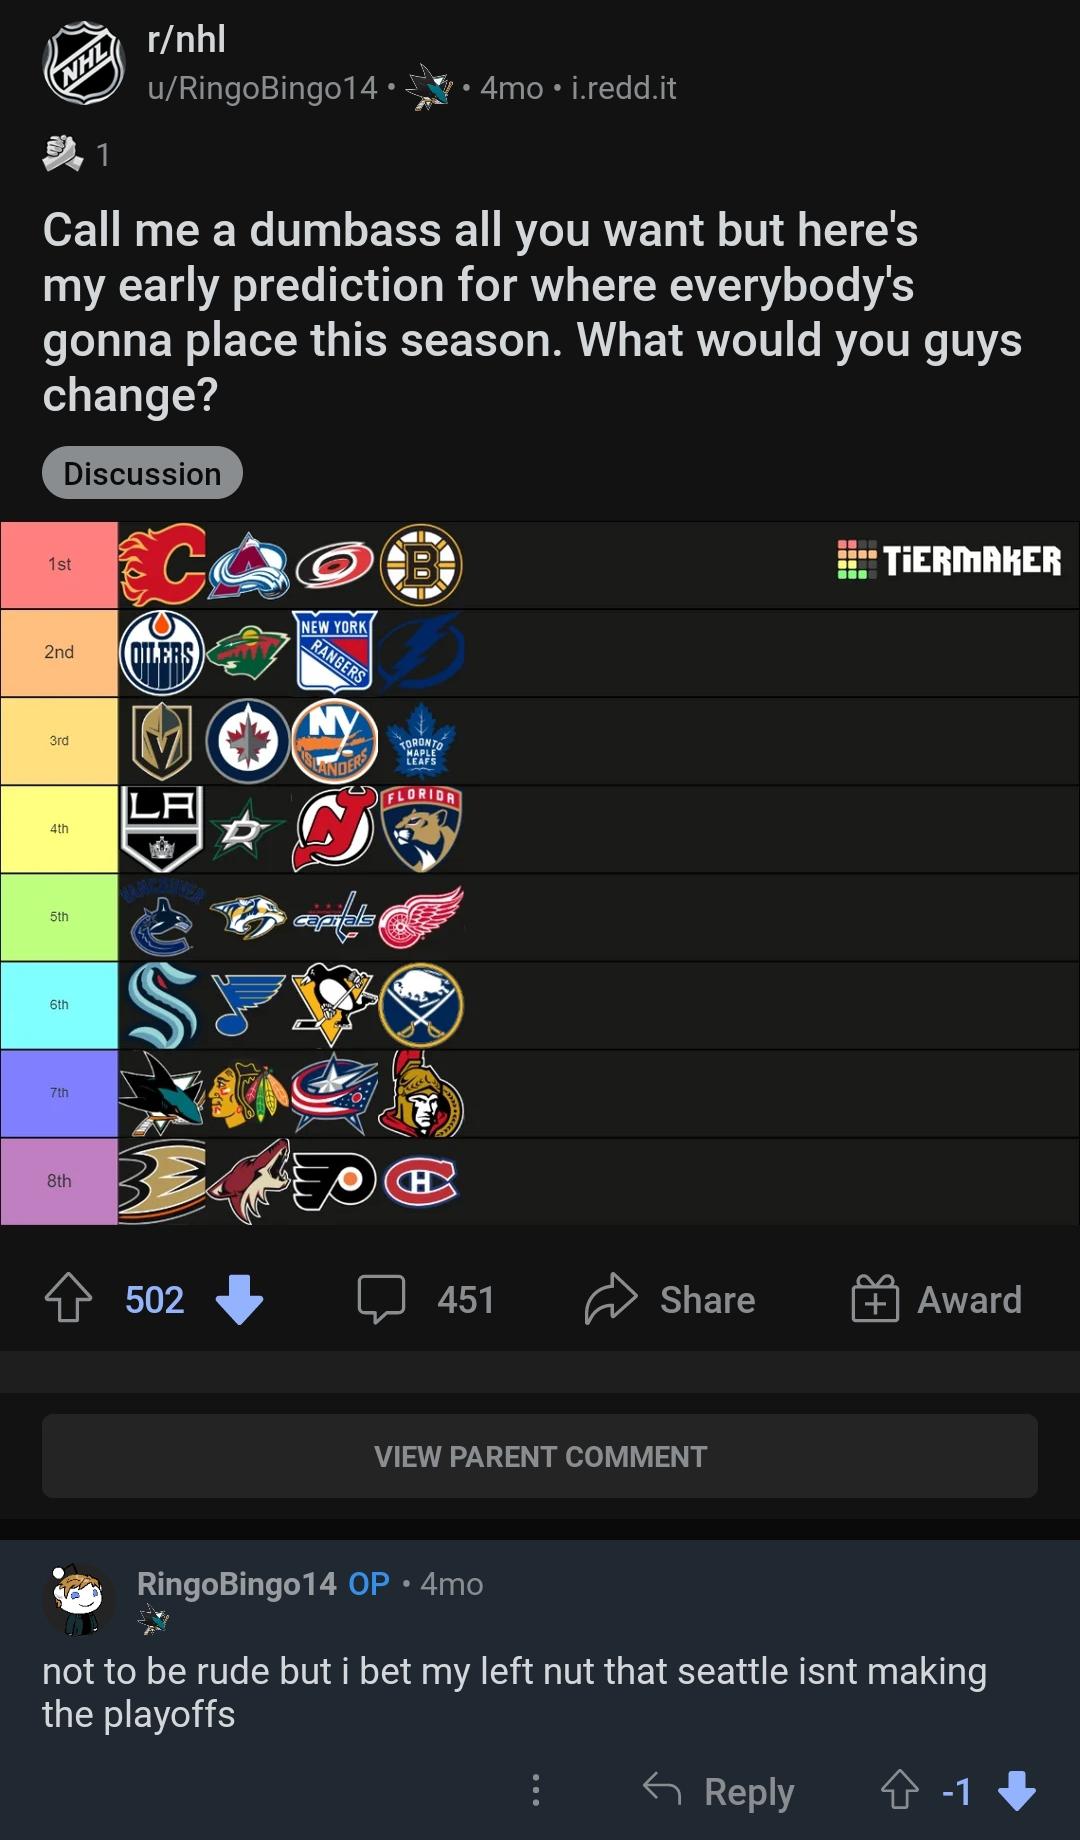 NHL
r/nhl
u/RingoBingo14 • • 4mo • i.redd.it
1
Call me a dumbass all you want but here's
my early prediction for where everybody's
gonna place this season. What would you guys
change?
Discussion
1st
C
A
B
TiERMAKER
2nd
OILERS
NEW YORK
RANGERS
3rd
V
NY
ISLANDERS
TORONTO
MAPLE
LEAFS
4th
LA
D
NJ
FLORIDA
5th
VANCOUVER
capitals
6th
S
7th
8th
P
CH
502
451
Share
Award
VIEW PARENT COMMENT
RingoBingo14 OP • 4mo
not to be rude but i bet my left nut that seattle isnt making
the playoffs
Reply
-1